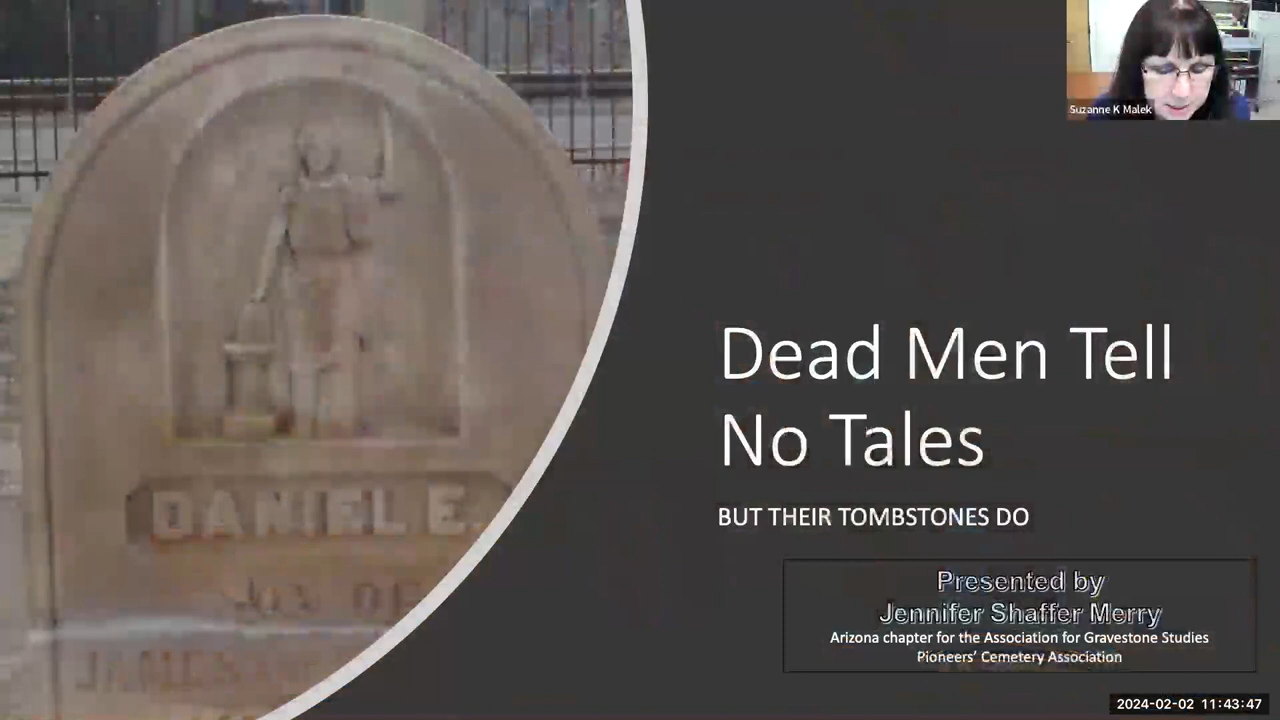 Suzanne K Malek
Dead Men Tell
No Tales
BUT THEIR TOMBSTONES DO
Presented by
Jennifer Shaffer Merry
Arizona chapter for the Association for Gravestone Studies
Pioneers' Cemetery Association
DANIEL E.
2024-02-02 11:43:47